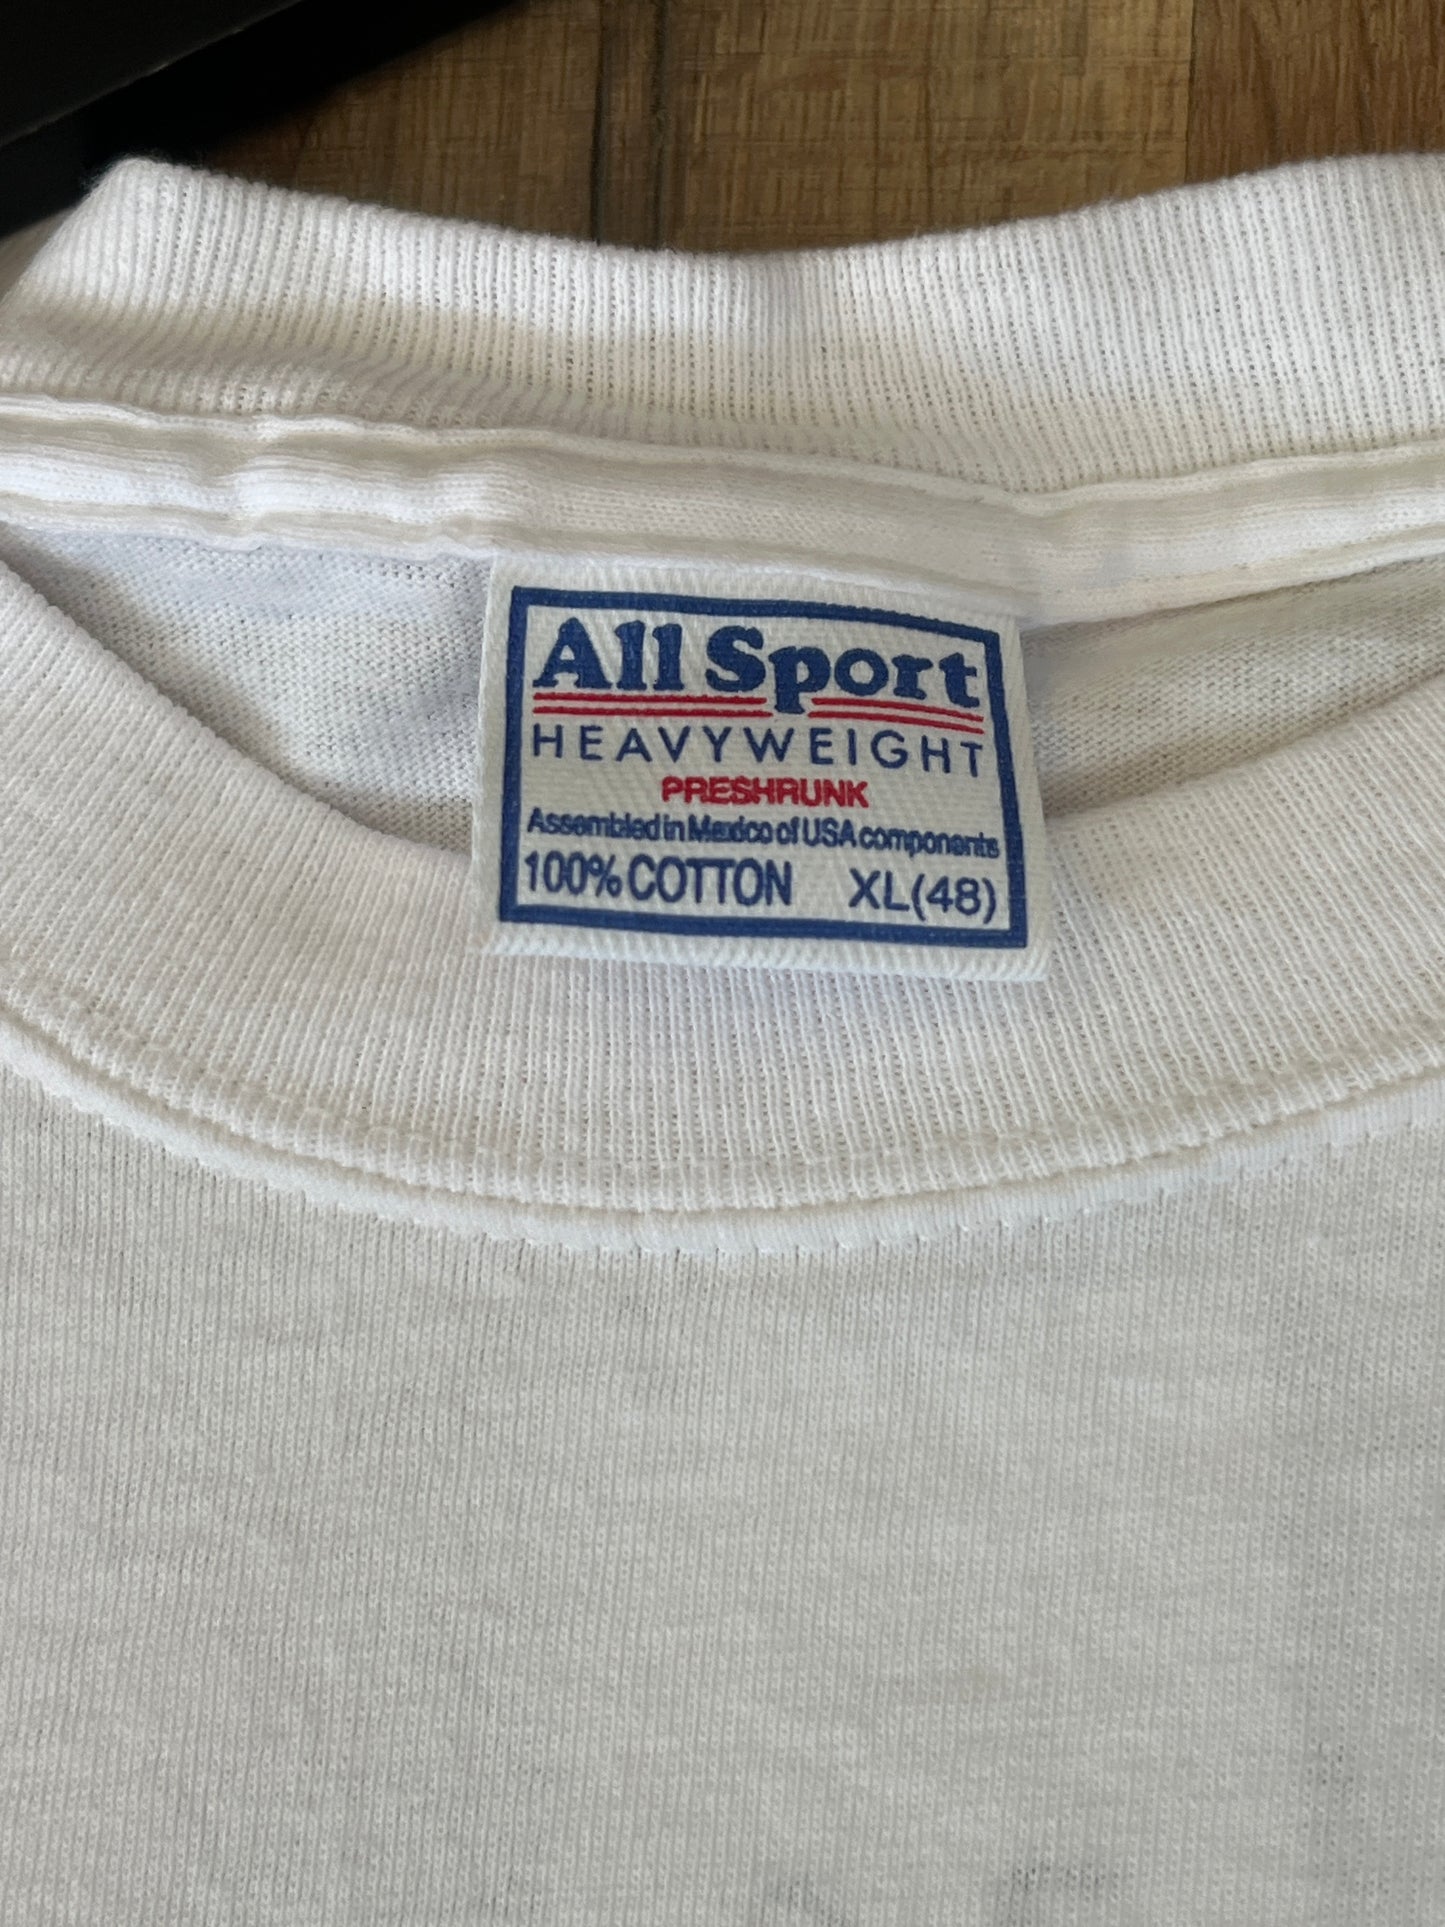 All Sport
HEAVYWEIGHT
PRESHRUNK
Assembled in Mexico of USA components
100% COTTON XL(48)